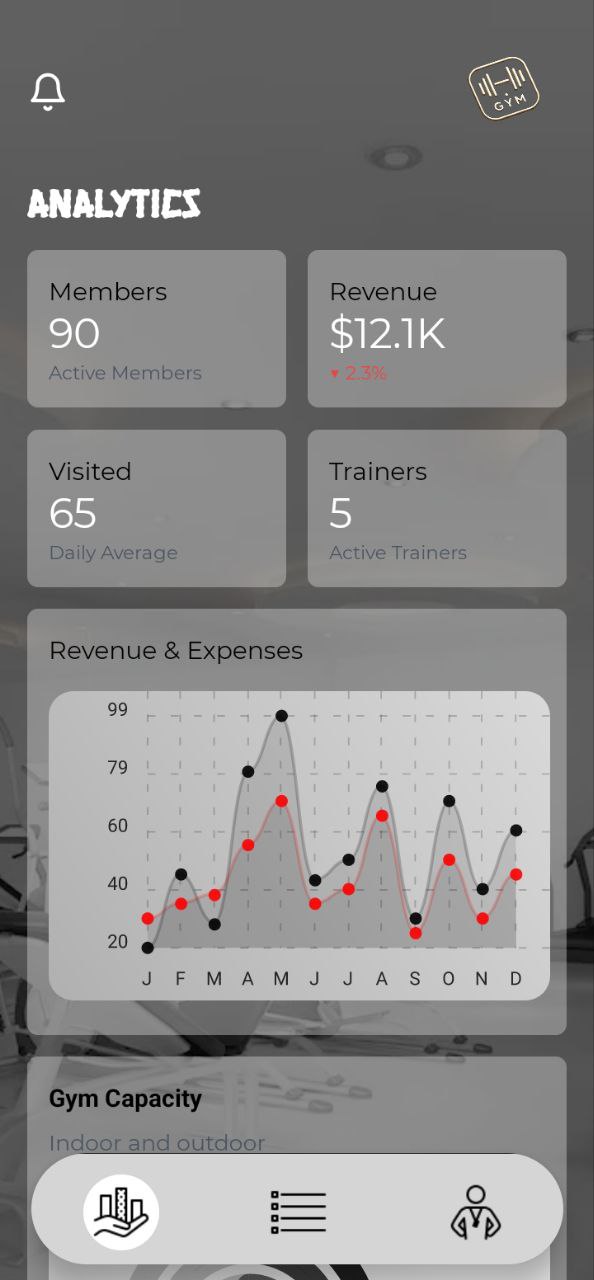 GYM
ANALYTICS
Members
90
Active Members
Revenue
$12.1K
▼ 2.3%
Visited
65
Daily Average
Trainers
5
Active Trainers
Revenue & Expenses
99
79
60
40
20
J F M A M J J A S O N D
Gym Capacity
Indoor and outdoor